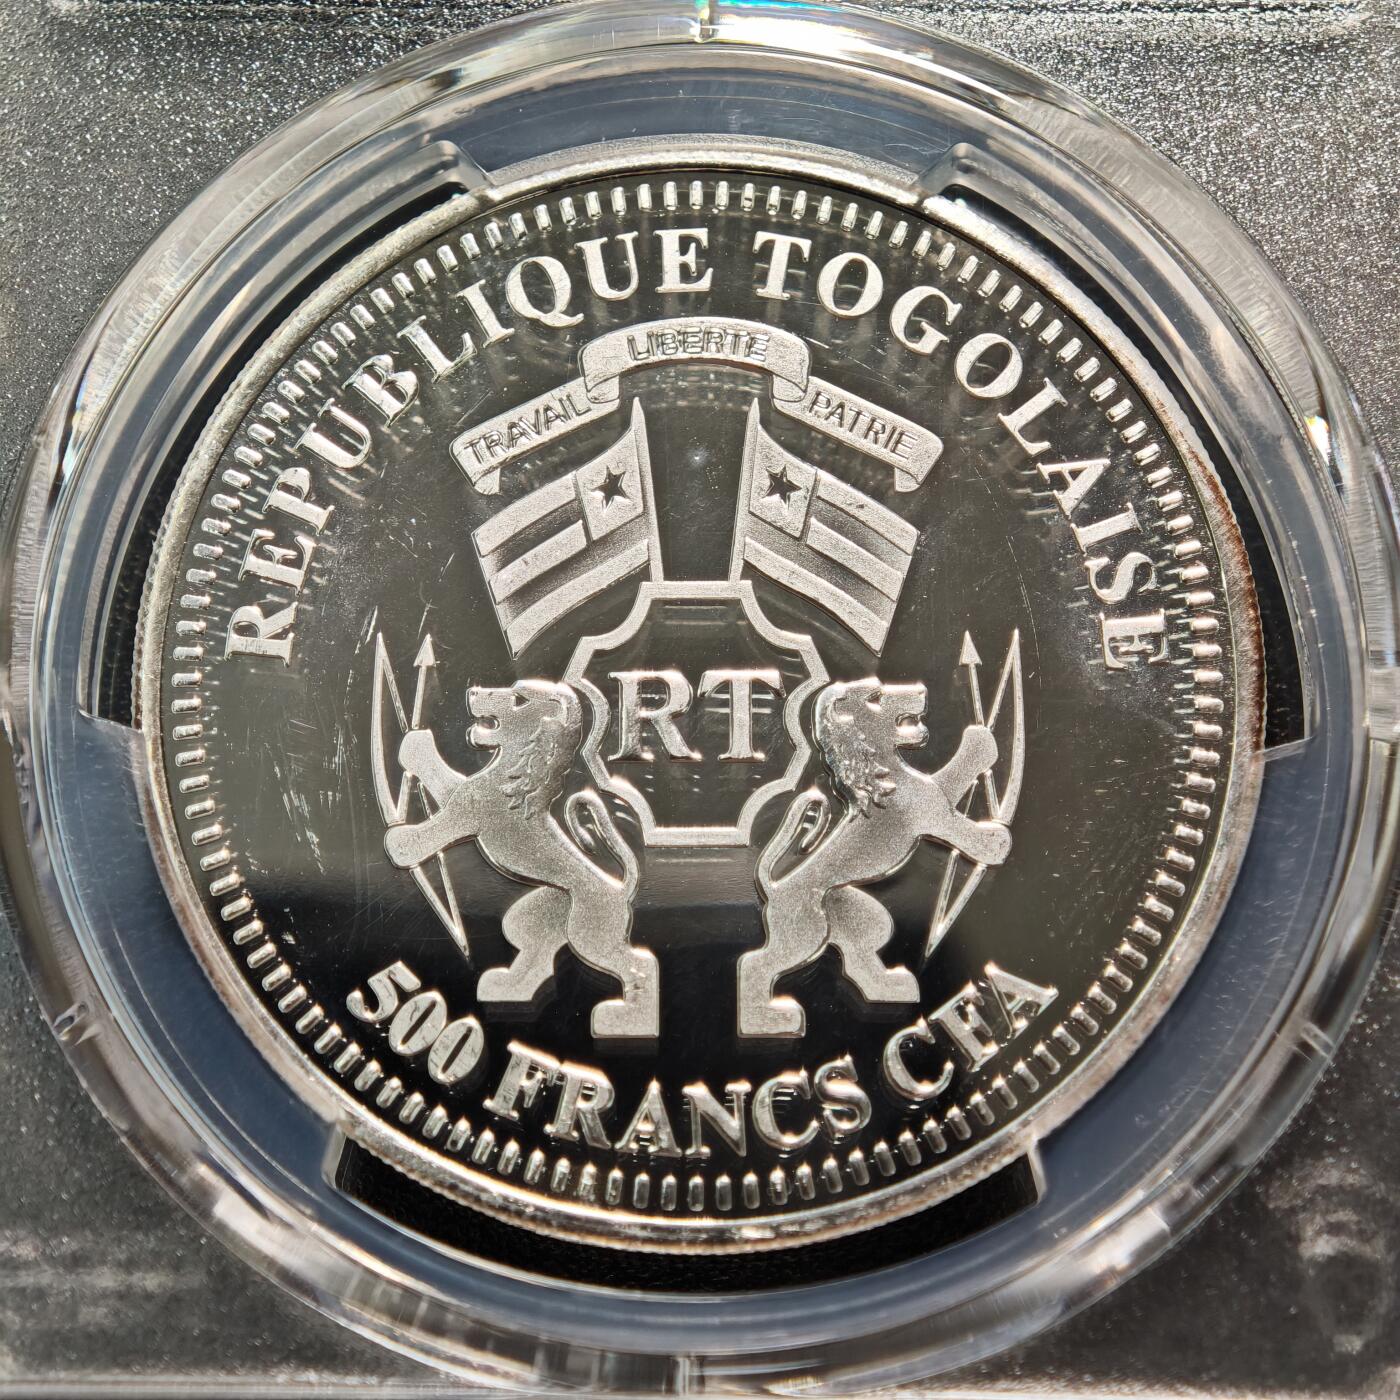 REPUBLIQUE TOGOLAISE
TRAVAIL LIBERTE PATRIE
RT
500 FRANCS CFA